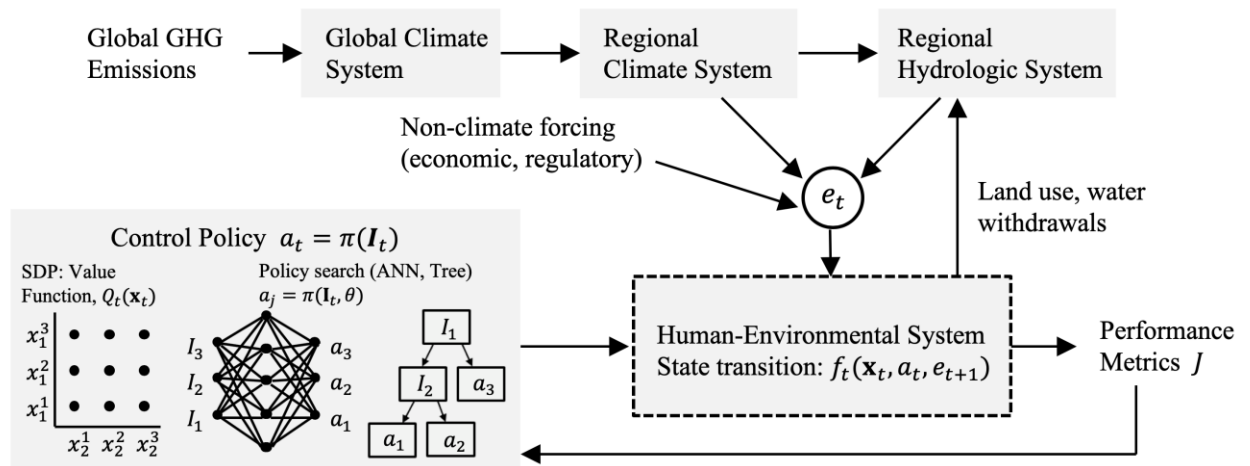 Global GHG
Emissions
Global Climate
System
Regional
Climate System
Regional
Hydrologic System
Non-climate forcing
(economic, regulatory)
e_t
Land use, water
withdrawals
Control Policy a_t = π(I_t)
SDP: Value
Function, Q_t(x_t)
x_1^3
x_1^2
x_1^1
x_2^1 x_2^2 x_2^3
Policy search (ANN, Tree)
a_j = π(I_t, θ)
I_3
I_2
I_1
a_3
a_2
a_1
I_1
I_2
a_3
a_1
a_2
Human-Environmental System
State transition: f_t(x_t, a_t, e_{t+1})
Performance
Metrics J